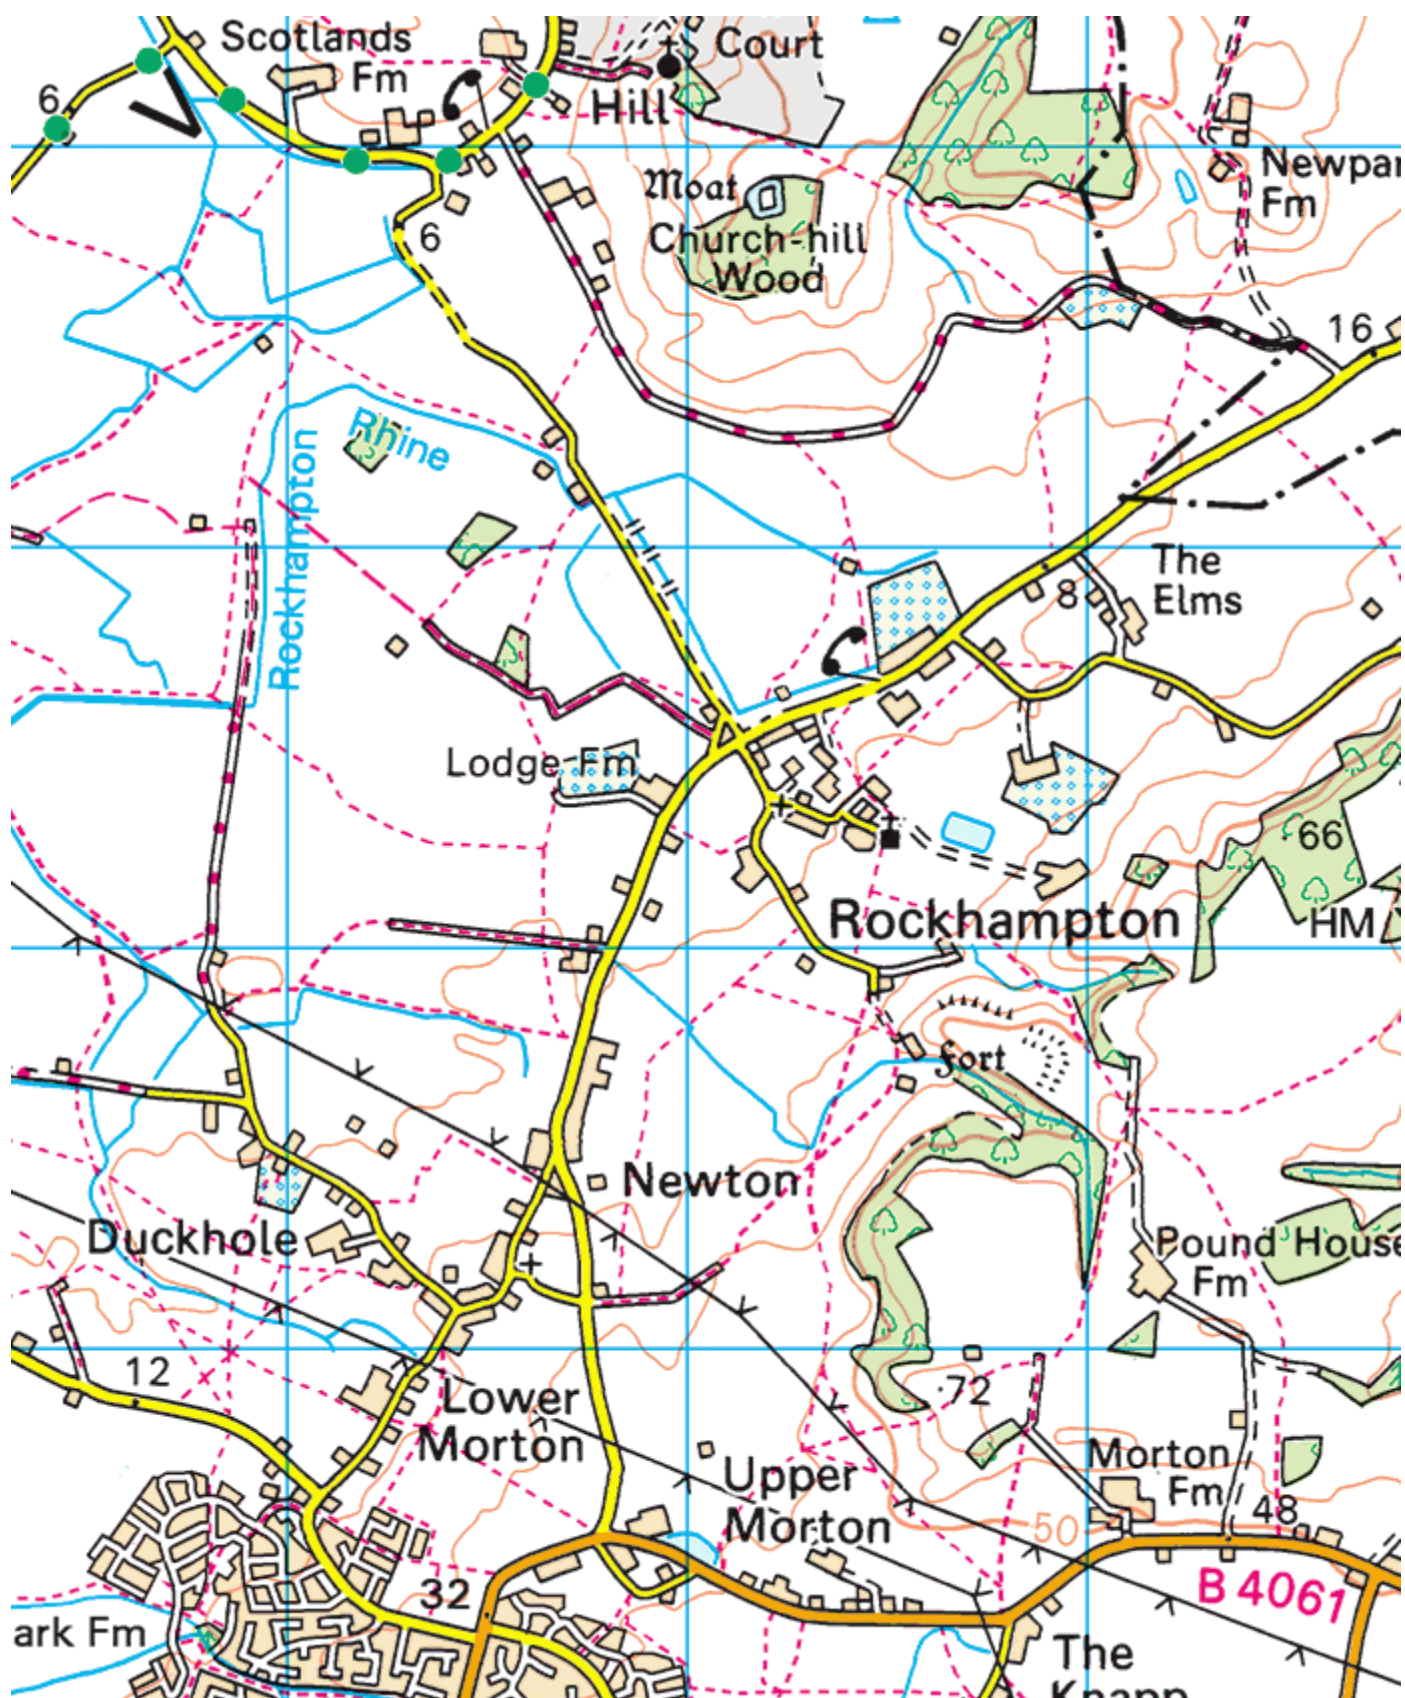 Scotlands
Fm
Court
Hill
6
Moat
Newpar
Fm
6
Church-hill
Wood
16
Rhine
Rockhampton
The
Elms
8
Lodge Fm
66
Rockhampton
HM Y
Fort
Newton
Duckhole
Pound House
Fm
12
72
Lower
Morton
Morton
Fm
Upper
Morton
48
50
32
B 4061
ark Fm
The
Knapp